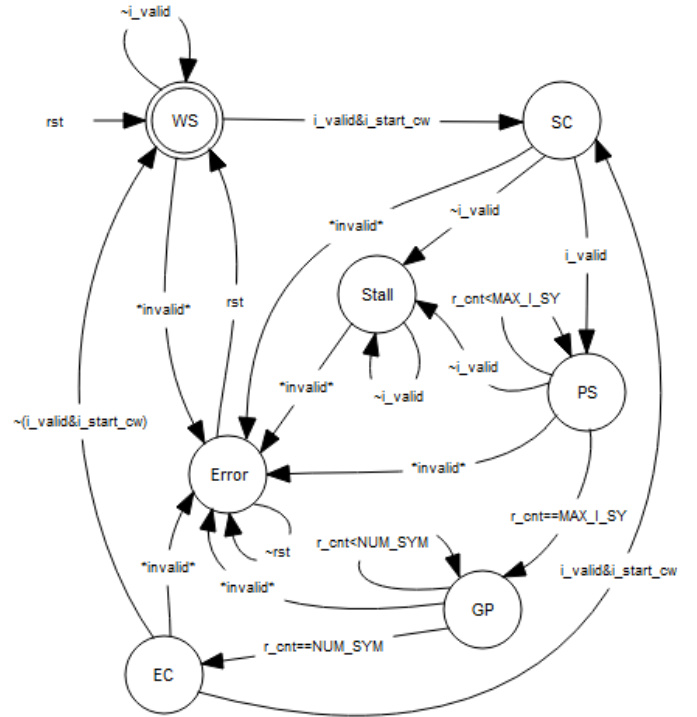 ~i_valid
rst
WS
i_valid&i_start_cw
SC
~i_valid
*invalid*
i_valid
Stall
r_cnt<MAX_I_SY
*invalid*
rst
~i_valid
*invalid*
~i_valid
PS
~(i_valid&i_start_cw)
Error
*invalid*
r_cnt==MAX_I_SY
r_cnt<NUM_SYM
~rst
*invalid*
i_valid&i_start_cw
*invalid*
GP
r_cnt==NUM_SYM
EC